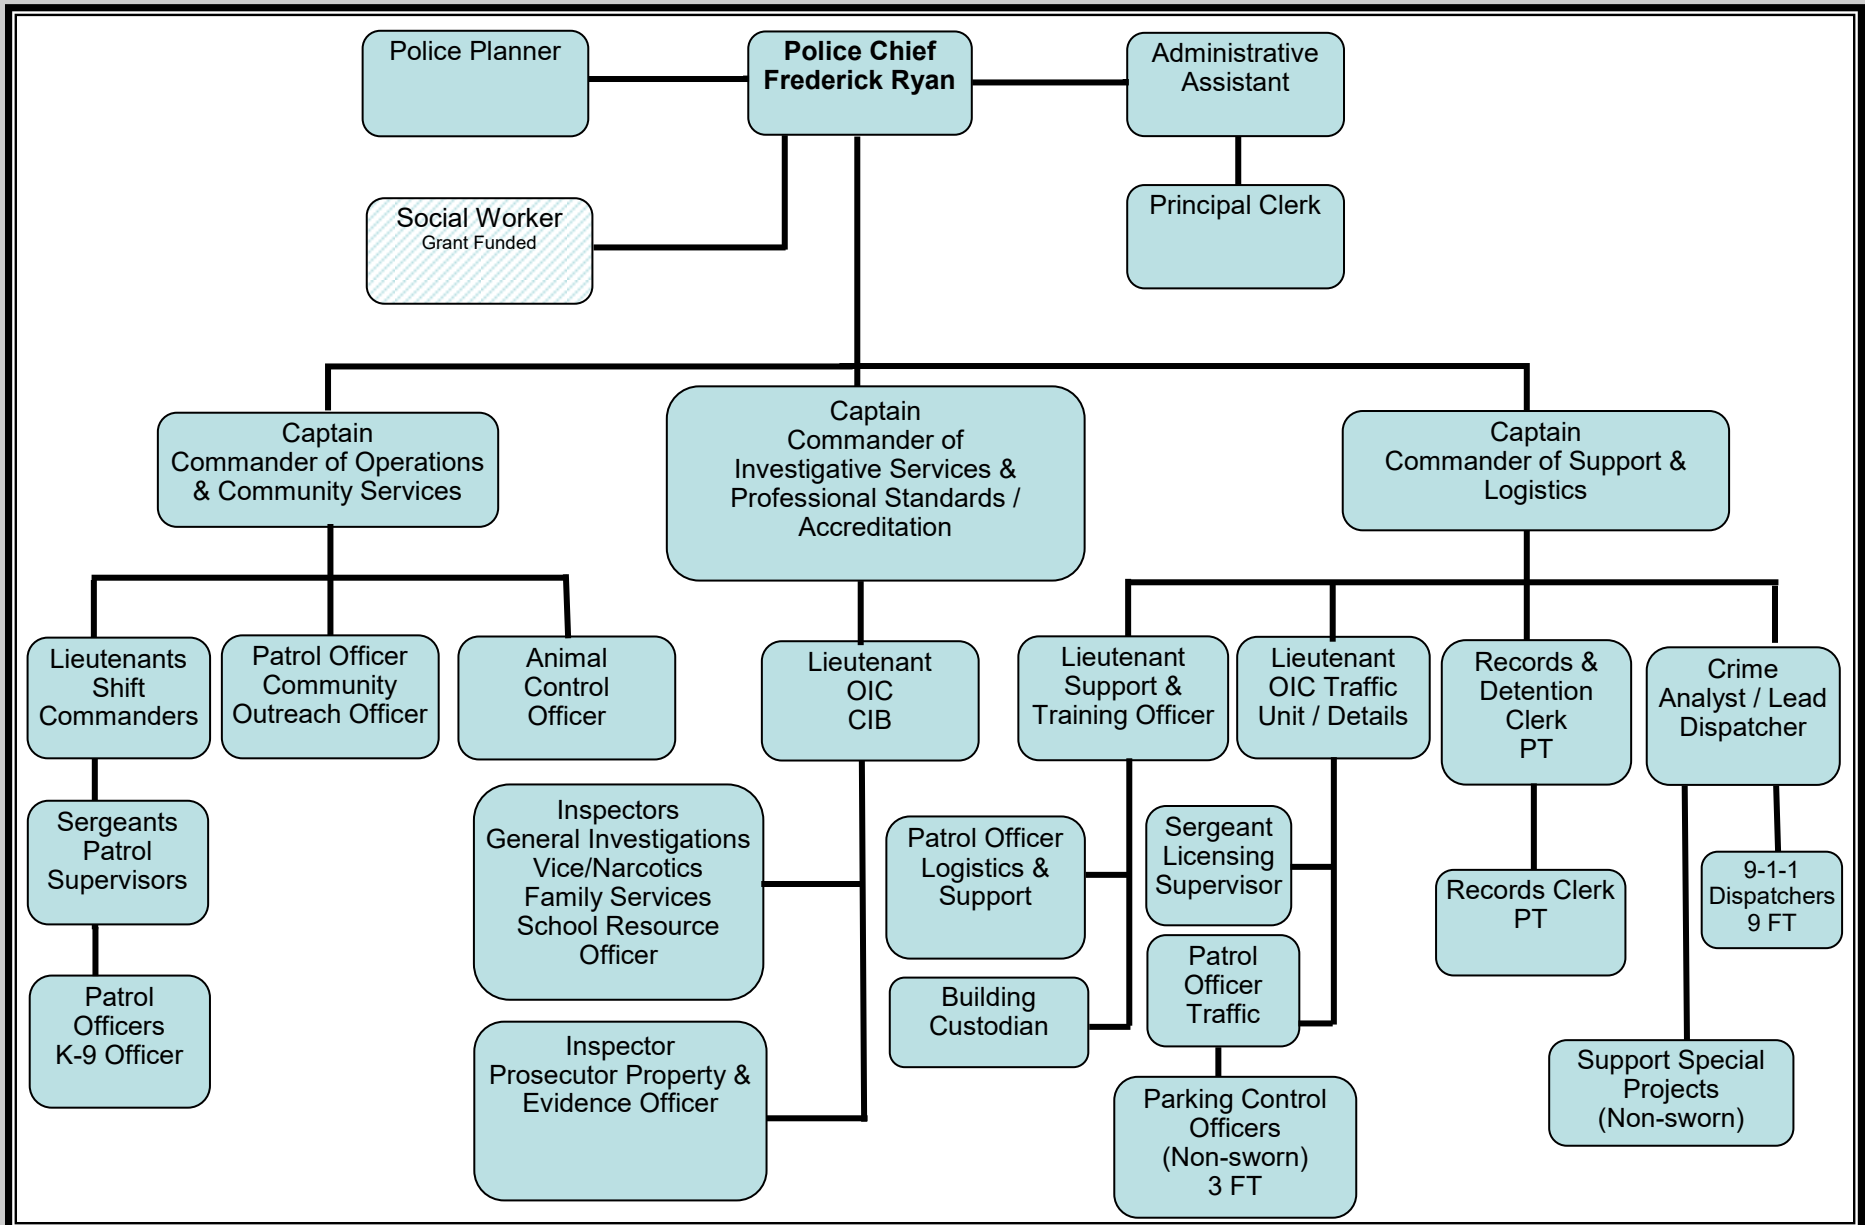 Police Planner
Police Chief
Frederick Ryan
Administrative
Assistant
Social Worker
Grant Funded
Principal Clerk
Captain
Commander of Operations
& Community Services
Captain
Commander of
Investigative Services &
Professional Standards /
Accreditation
Captain
Commander of Support &
Logistics
Lieutenants
Shift
Commanders
Patrol Officer
Community
Outreach Officer
Animal
Control
Officer
Lieutenant
OIC
CIB
Lieutenant
Support &
Training Officer
Lieutenant
OIC Traffic
Unit / Details
Records &
Detention
Clerk
PT
Crime
Analyst / Lead
Dispatcher
Sergeants
Patrol
Supervisors
Inspectors
General Investigations
Vice/Narcotics
Family Services
School Resource
Officer
Patrol Officer
Logistics &
Support
Sergeant
Licensing
Supervisor
Records Clerk
PT
9-1-1
Dispatchers
9 FT
Patrol
Officers
K-9 Officer
Inspector
Prosecutor Property &
Evidence Officer
Building
Custodian
Patrol
Officer
Traffic
Parking Control
Officers
(Non-sworn)
3 FT
Support Special
Projects
(Non-sworn)